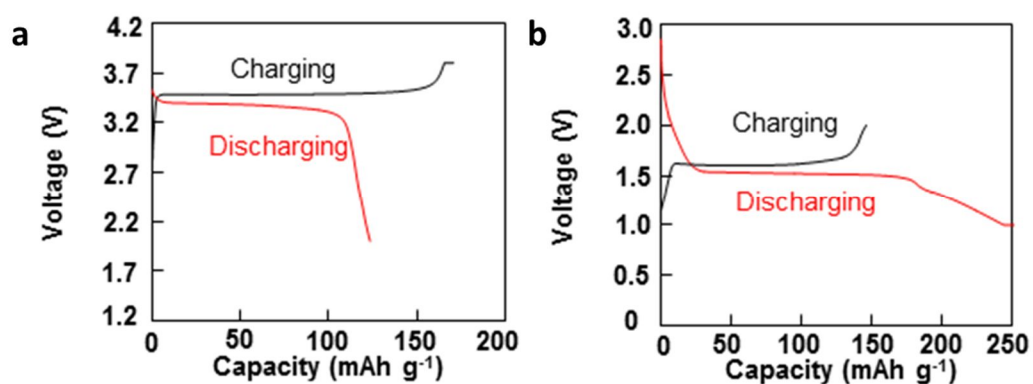 a
4.2
3.7
3.2
2.7
2.2
1.7
1.2
Voltage (V)
Charging
Discharging
0 50 100 150 200
Capacity (mAh g-1)
b
3.0
2.5
2.0
1.5
1.0
0.5
0
Voltage (V)
Charging
Discharging
0 50 100 150 200 250
Capacity (mAh g-1)